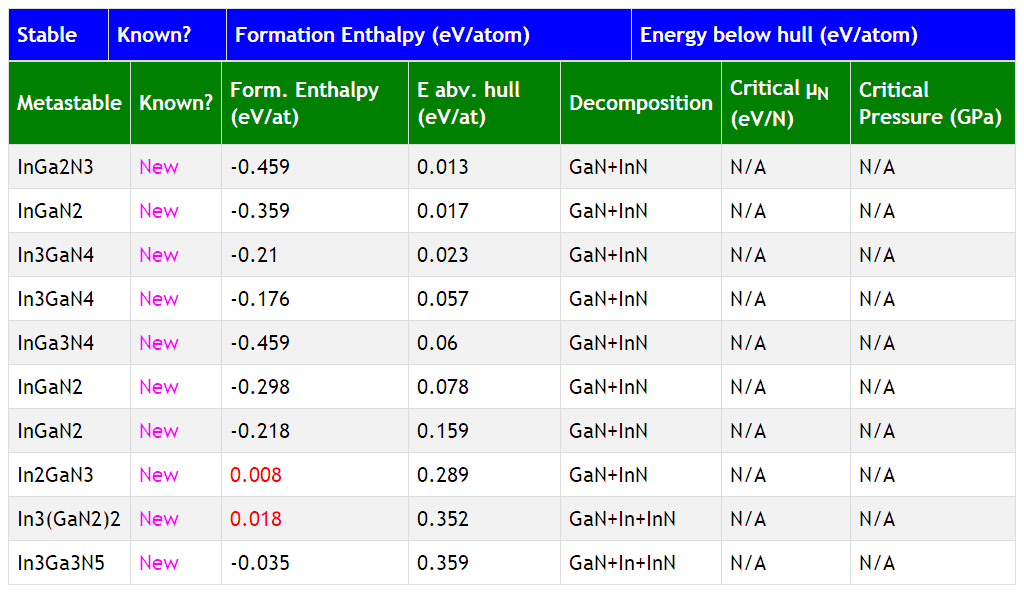 Stable Known? Formation Enthalpy (eV/atom) Energy below hull (eV/atom)
Metastable Known? Form. Enthalpy (eV/at) E abv. hull (eV/at) Decomposition Critical μN (eV/N) Critical Pressure (GPa)
InGa2N3 New -0.459 0.013 GaN+InN N/A N/A
InGaN2 New -0.359 0.017 GaN+InN N/A N/A
In3GaN4 New -0.21 0.023 GaN+InN N/A N/A
In3GaN4 New -0.176 0.057 GaN+InN N/A N/A
InGa3N4 New -0.459 0.06 GaN+InN N/A N/A
InGaN2 New -0.298 0.078 GaN+InN N/A N/A
InGaN2 New -0.218 0.159 GaN+InN N/A N/A
In2GaN3 New 0.008 0.289 GaN+InN N/A N/A
In3(GaN2)2 New 0.018 0.352 GaN+In+InN N/A N/A
In3Ga3N5 New -0.035 0.359 GaN+In+InN N/A N/A